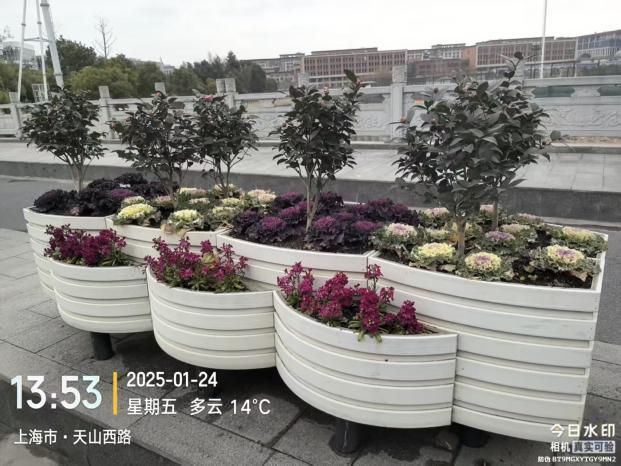 13:53
2025-01-24
星期五 多云 14°C
上海市·天山西路
今日水印
相机 真实可验
防伪 BT9MGXYTGY9MN2